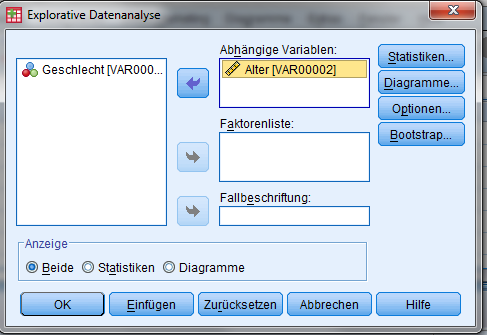 Explorative Datenanalyse
Abhängige Variablen:
Geschlecht [VAR000...
Alter [VAR00002]
Statistiken...
Diagramme...
Optionen...
Bootstrap...
Faktorenliste:
Fallbeschriftung:
Anzeige
Beide Statistiken Diagramme
OK Einfügen Zurücksetzen Abbrechen Hilfe